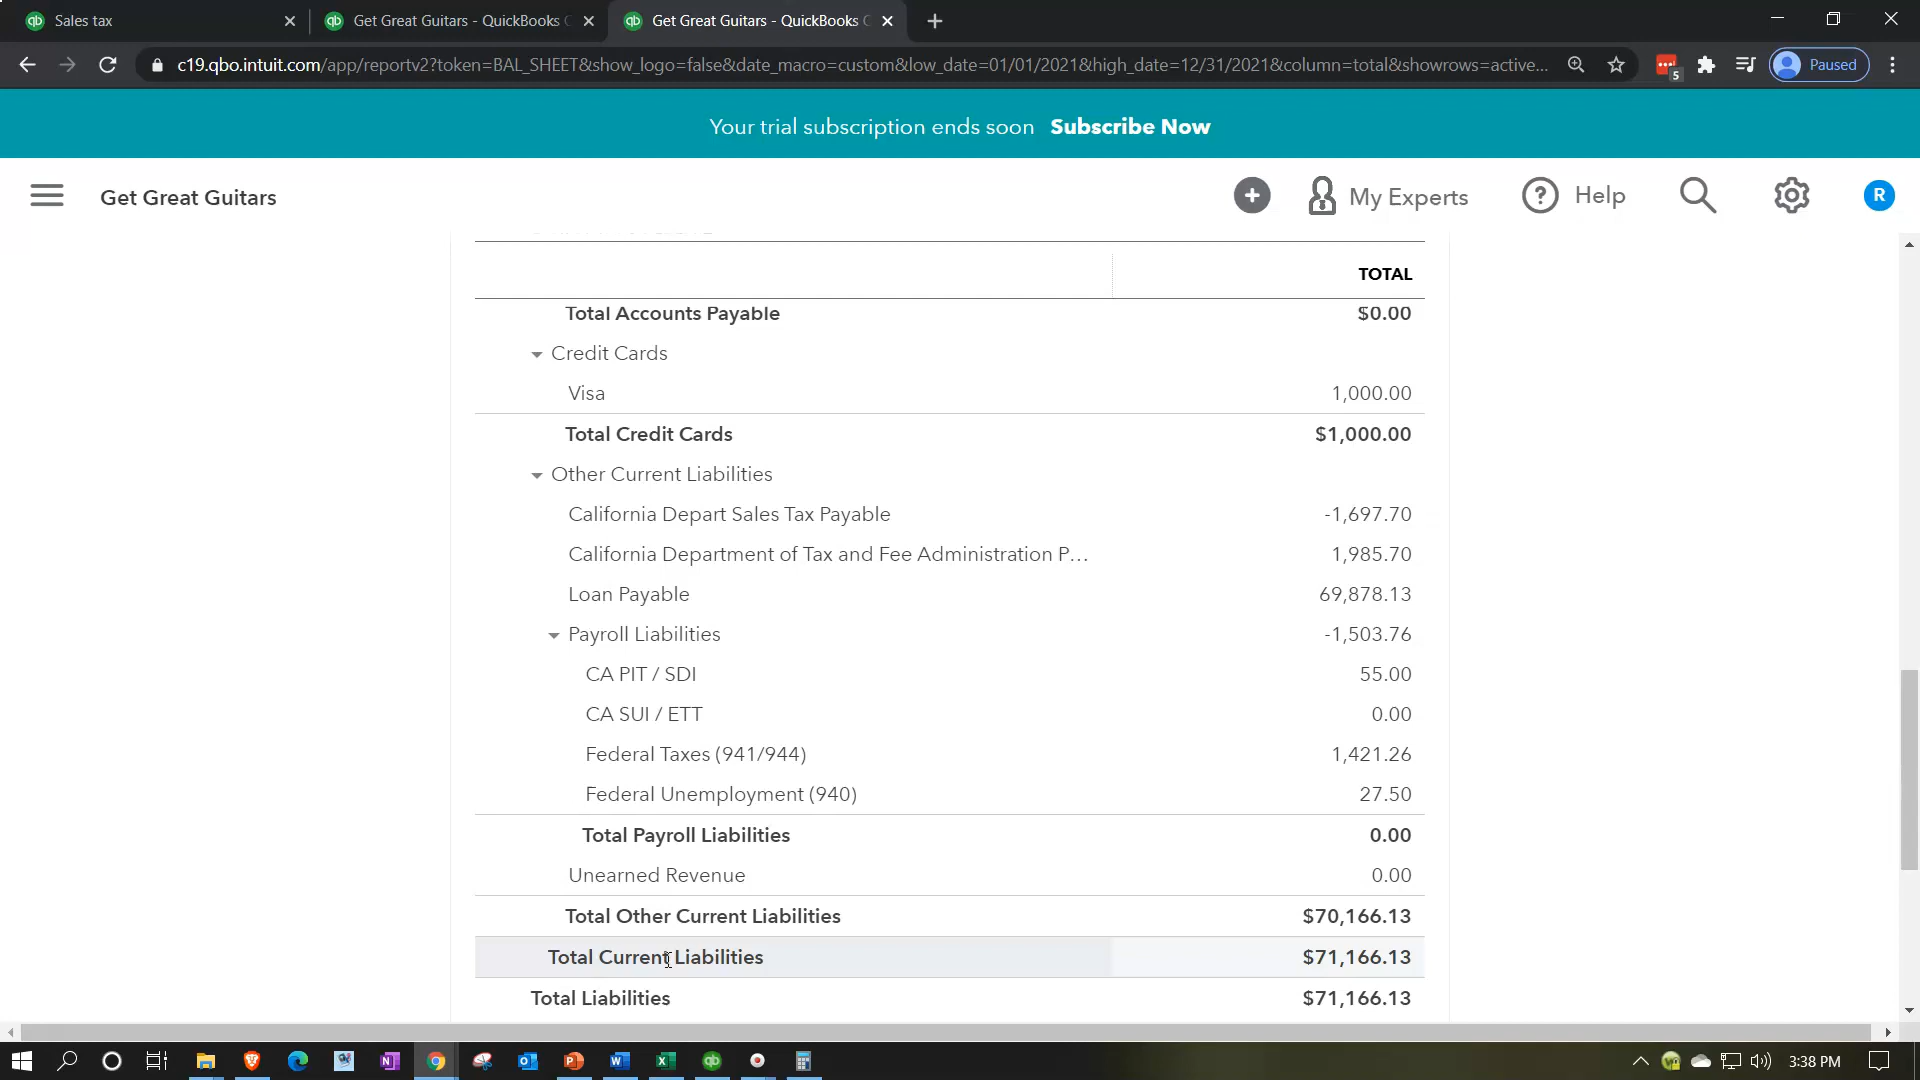 Sales tax
Get Great Guitars - QuickBooks
Get Great Guitars - QuickBooks
c19.qbo.intuit.com/app/reportv2?token=BAL_SHEET&show_logo=false&date_macro=custom&low_date=01/01/2021&high_date=12/31/2021&column=total&showrows=active...
5
Paused
Your trial subscription ends soon Subscribe Now
Get Great Guitars
My Experts
Help
R
TOTAL
Total Accounts Payable $0.00
Credit Cards
Visa 1,000.00
Total Credit Cards $1,000.00
Other Current Liabilities
California Depart Sales Tax Payable -1,697.70
California Department of Tax and Fee Administration P... 1,985.70
Loan Payable 69,878.13
Payroll Liabilities -1,503.76
CA PIT / SDI 55.00
CA SUI / ETT 0.00
Federal Taxes (941/944) 1,421.26
Federal Unemployment (940) 27.50
Total Payroll Liabilities 0.00
Unearned Revenue 0.00
Total Other Current Liabilities $70,166.13
Total Current Liabilities $71,166.13
Total Liabilities $71,166.13
3:38 PM